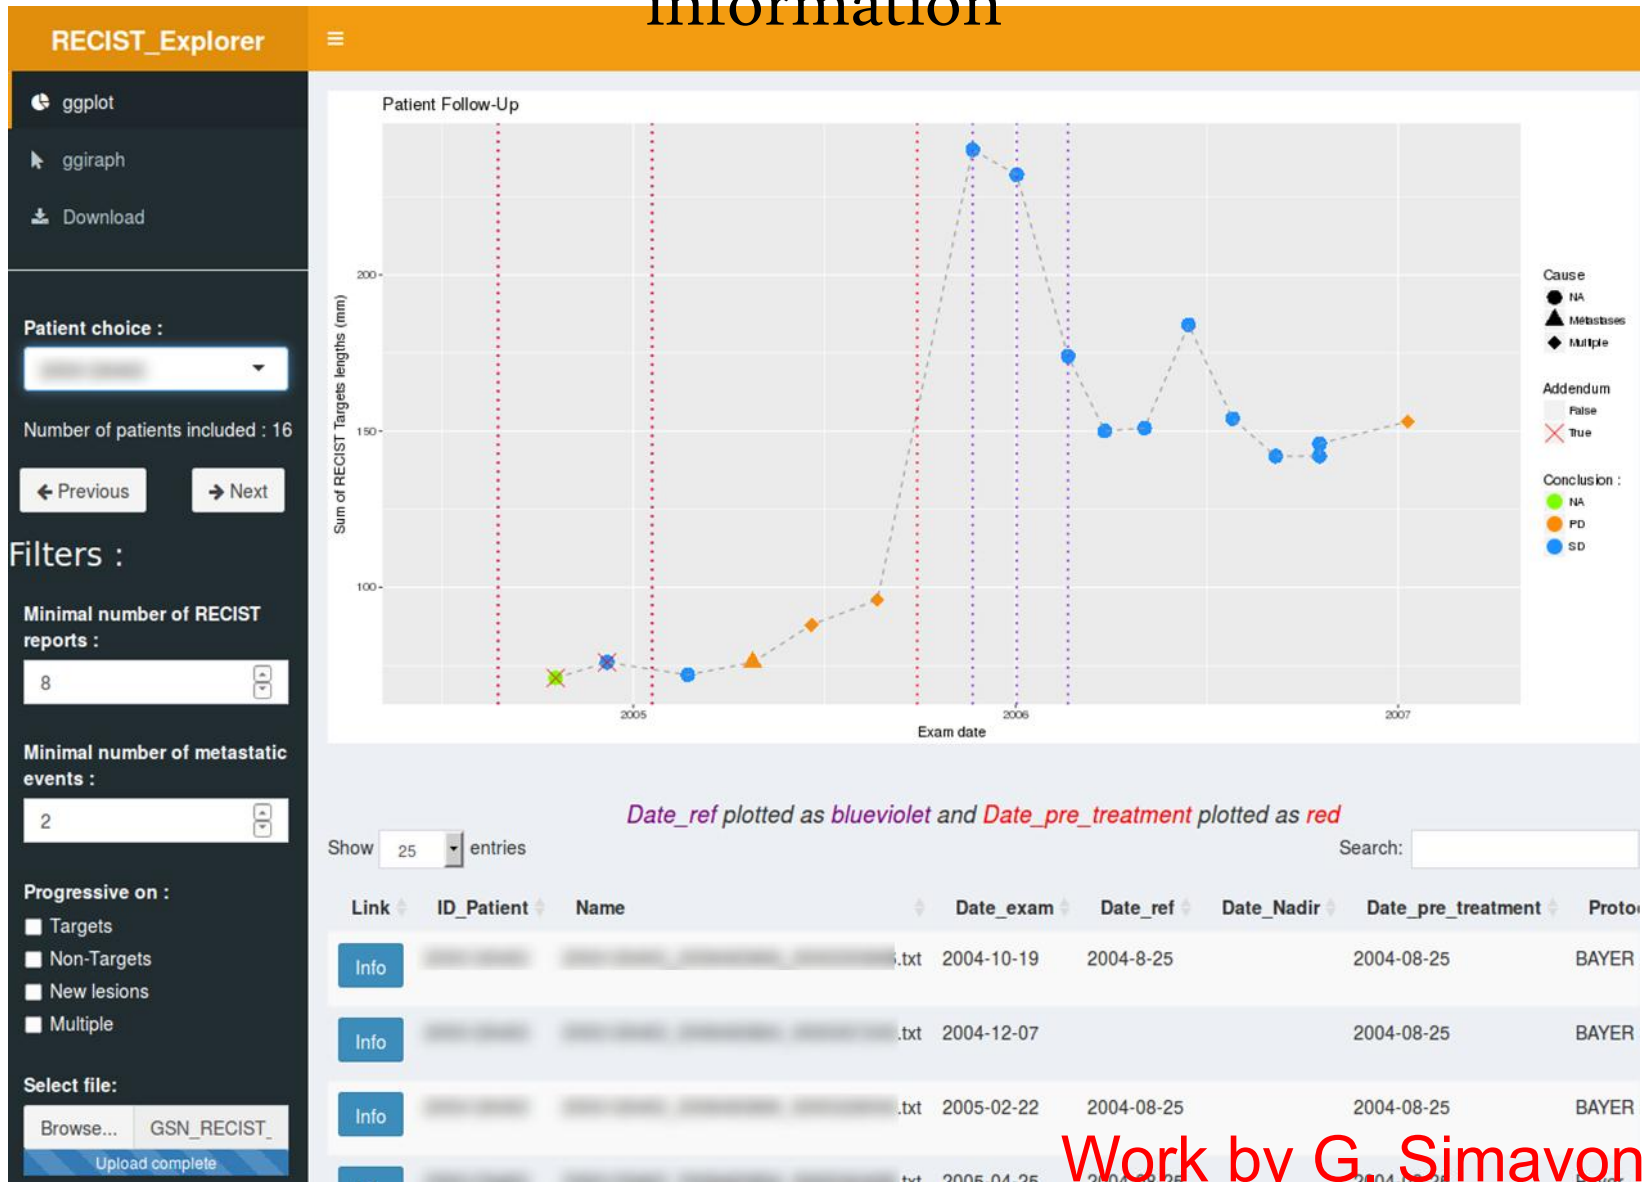 information
RECIST_Explorer
ggplot
ggiraph
Download
Patient choice :
Number of patients included : 16
Previous
Next
Filters :
Minimal number of RECIST
reports :
8
Minimal number of metastatic
events :
2
Progressive on :
Targets
Non-Targets
New lesions
Multiple
Select file:
Browse... GSN_RECIST_
Upload complete
Patient Follow-Up
Sum of RECIST Targets lengths (mm)
200
150
100
2005 2006 2007
Exam date
Cause
NA
Métastases
Multiple
Addendum
False
True
Conclusion :
NA
PD
SD
Date_ref plotted as blueviolet and Date_pre_treatment plotted as red
Show 25 entries Search:
Link ID_Patient Name Date_exam Date_ref Date_Nadir Date_pre_treatment
Info .txt 2004-10-19 2004-8-25 2004-08-25 BAYER
Info .txt 2004-12-07 2004-08-25 BAYER
Info .txt 2005-02-22 2004-08-25 2004-08-25 BAYER
2005-04-25
Work by G. Simavon